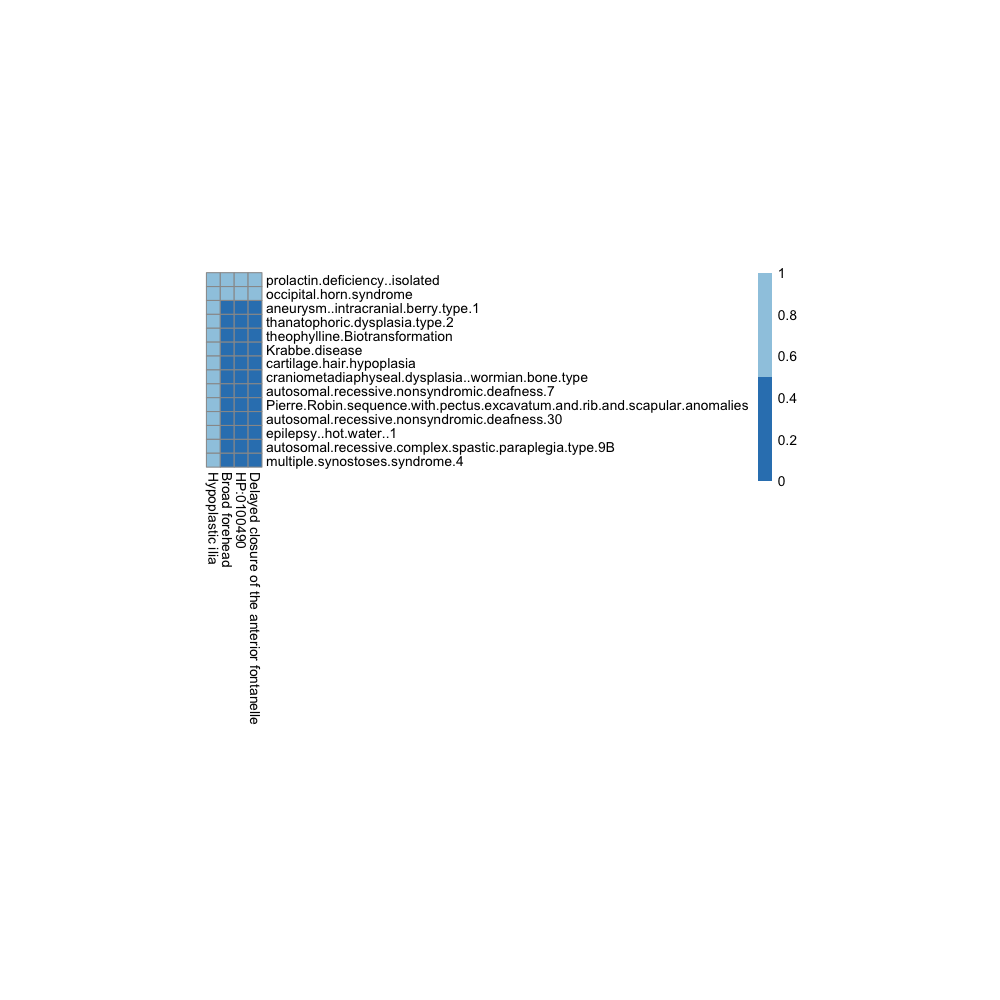 prolactin.deficiency..isolated
occipital.horn.syndrome
aneurysm..intracranial.berry.type.1
thanatophoric.dysplasia.type.2
theophylline.Biotransformation
Krabbe.disease
cartilage.hair.hypoplasia
craniometadiaphyseal.dysplasia..wormian.bone.type
autosomal.recessive.nonsyndromic.deafness.7
Pierre.Robin.sequence.with.pectus.excavatum.and.rib.and.scapular.anomalies
autosomal.recessive.nonsyndromic.deafness.30
epilepsy..hot.water..1
autosomal.recessive.complex.spastic.paraplegia.type.9B
multiple.synostoses.syndrome.4
Hypoplastic ilia
Broad forehead
HP:0100490
Delayed closure of the anterior fontanelle
1
0.8
0.6
0.4
0.2
0